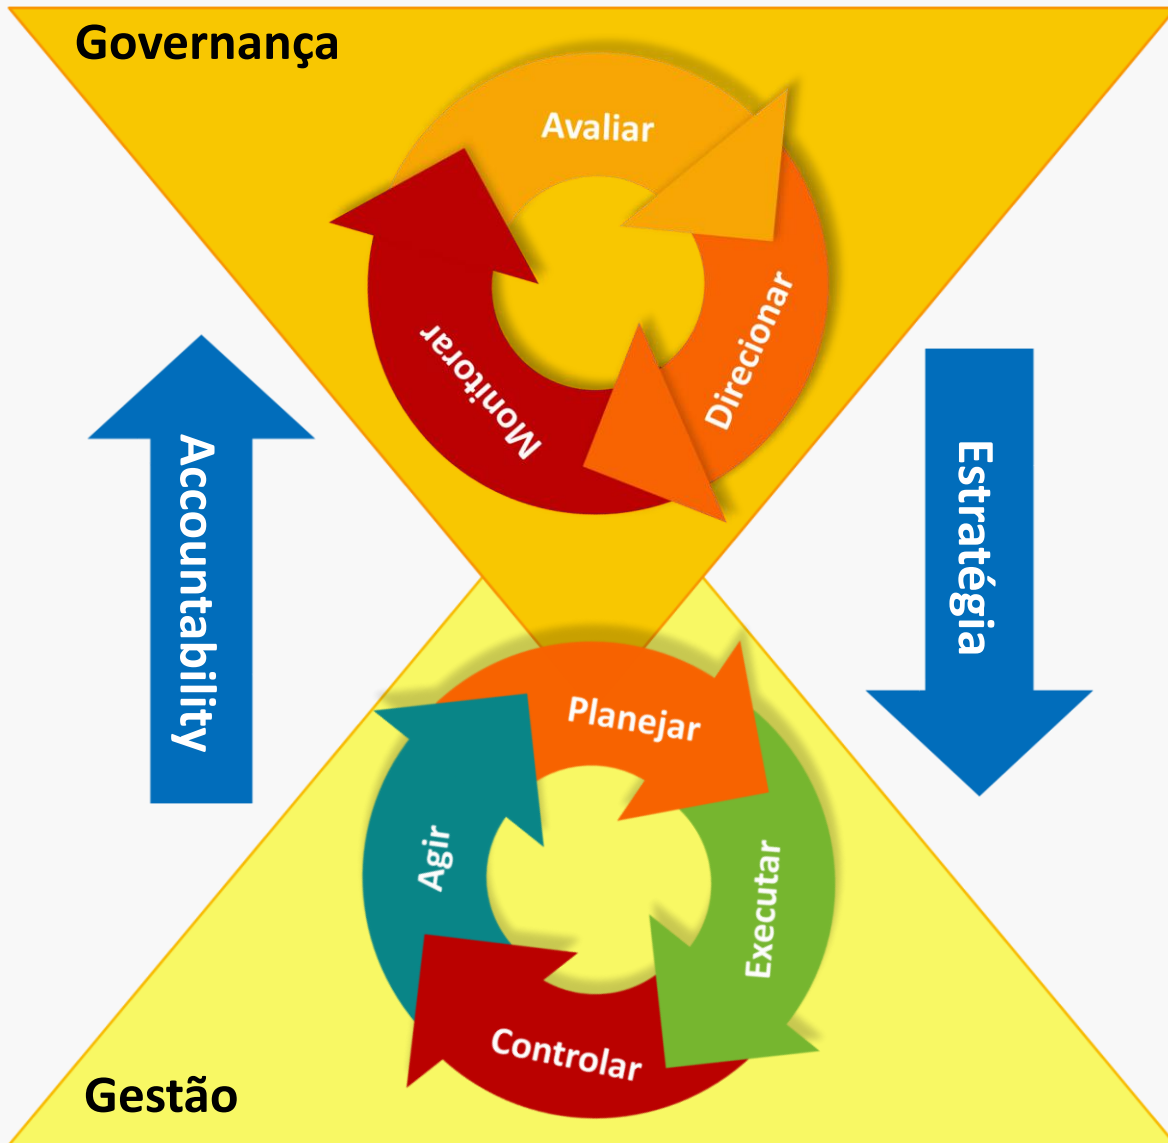 Governança
Avaliar
Direcionar
Monitorar
Accountability
Estratégia
Planejar
Executar
Controlar
Agir
Gestão